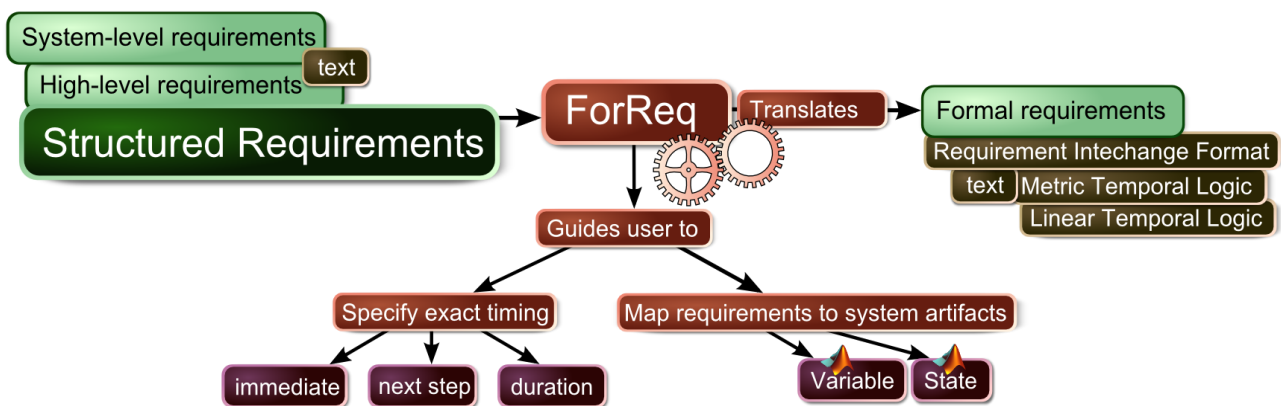 System-level requirements
text
High-level requirements
Structured Requirements
ForReq
Translates
Formal requirements
Requirement Intechange Format
text
Metric Temporal Logic
Linear Temporal Logic
Guides user to
Specify exact timing
Map requirements to system artifacts
immediate
next step
duration
Variable
State